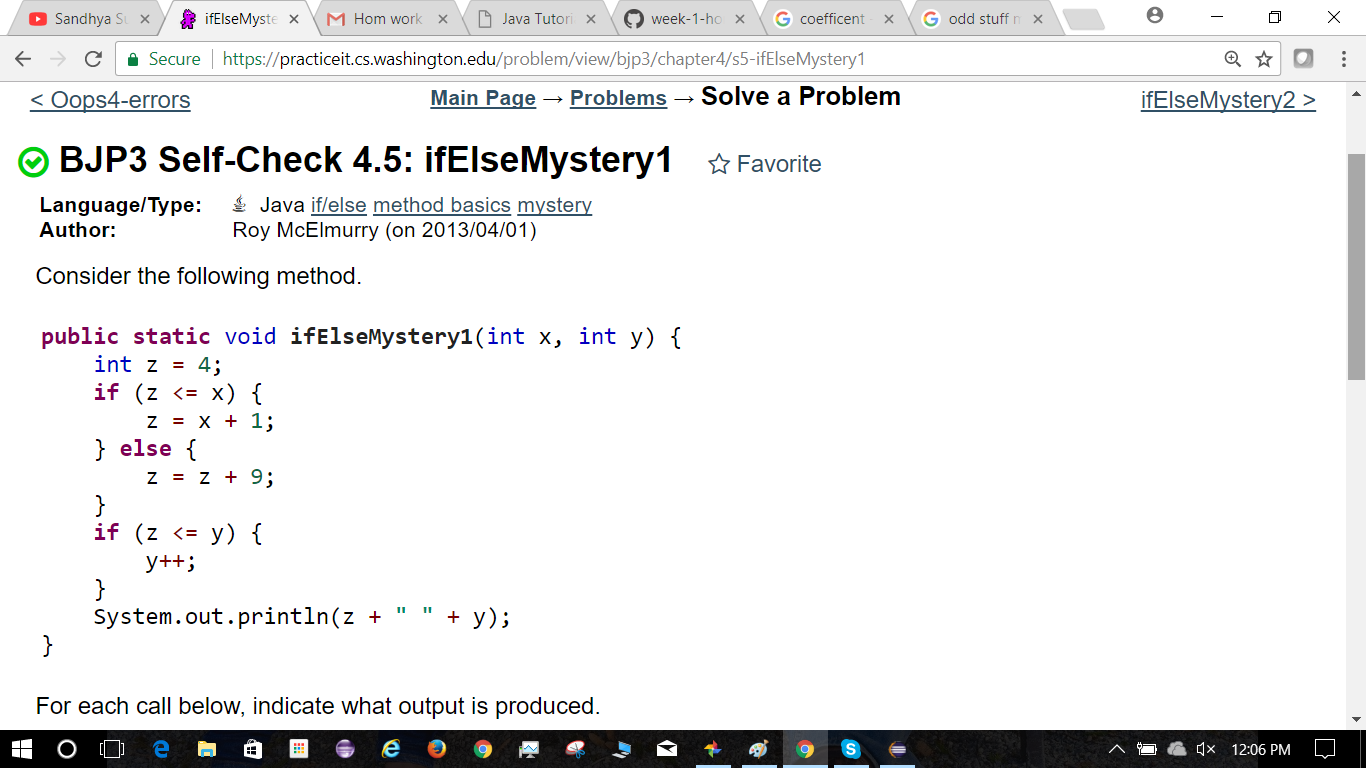 Sandhya Su
ifElseMyste
Hom work
Java Tutori
week-1-ho
coefficent -
odd stuff n
Secure https://practiceit.cs.washington.edu/problem/view/bjp3/chapter4/s5-ifElseMystery1
< Oops4-errors Main Page → Problems → Solve a Problem ifElseMystery2 >
BJP3 Self-Check 4.5: ifElseMystery1 Favorite
Language/Type: Java if/else method basics mystery
Author: Roy McElmurry (on 2013/04/01)
Consider the following method.
public static void ifElseMystery1(int x, int y) {
    int z = 4;
    if (z <= x) {
        z = x + 1;
    } else {
        z = z + 9;
    }
    if (z <= y) {
        y++;
    }
    System.out.println(z + " " + y);
}
For each call below, indicate what output is produced.
12:06 PM